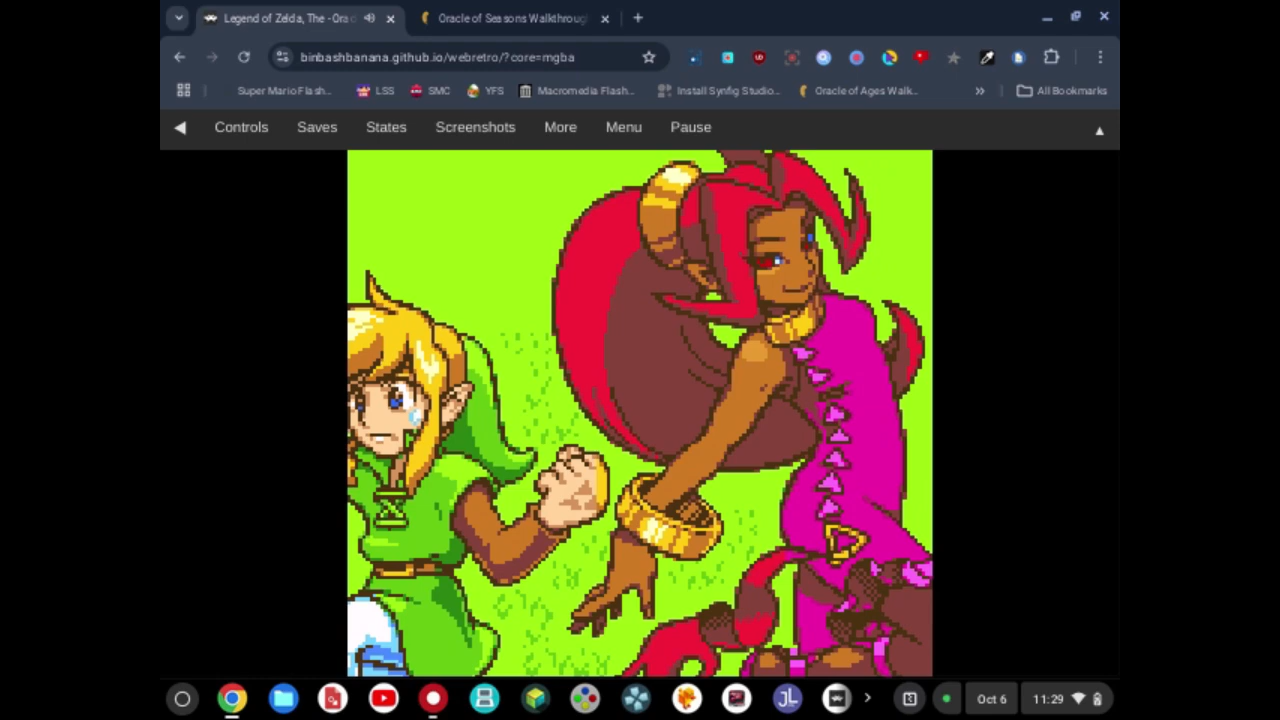 Legend of Zelda, The - Orac
Oracle of Seasons Walkthroug
binbashbanana.github.io/webretro/?core=mgba
Super Mario Flash...
LSS
SMC
YFS
Macromedia Flash...
Install Synfig Studio...
Oracle of Ages Walk...
»
All Bookmarks
Controls
Saves
States
Screenshots
More
Menu
Pause
JL
Oct 6
11:29